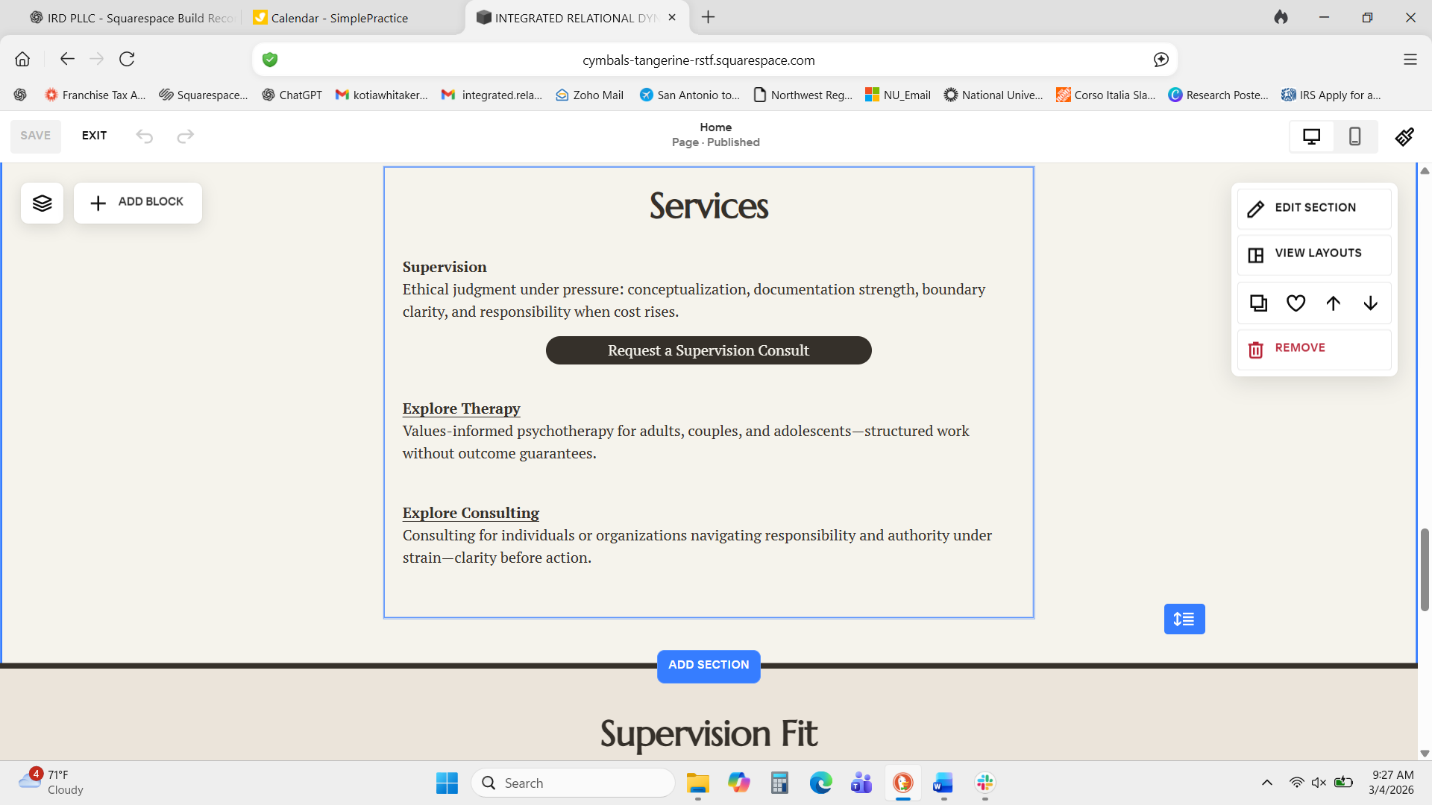 IRD PLLC - Squarespace Build Reco
Calendar - SimplePractice
INTEGRATED RELATIONAL DYN
cymbals-tangerine-rstf.squarespace.com
Franchise Tax A...
Squarespace...
ChatGPT
kotiawhitaker...
integrated.rela...
Zoho Mail
San Antonio to...
Northwest Reg...
NU_Email
National Unive...
Corso Italia Sla...
Research Poste...
IRS Apply for a...
SAVE
EXIT
Home
Page · Published
ADD BLOCK
EDIT SECTION
VIEW LAYOUTS
REMOVE
Services
Supervision
Ethical judgment under pressure: conceptualization, documentation strength, boundary
clarity, and responsibility when cost rises.
Request a Supervision Consult
Explore Therapy
Values-informed psychotherapy for adults, couples, and adolescents—structured work
without outcome guarantees.
Explore Consulting
Consulting for individuals or organizations navigating responsibility and authority under
strain—clarity before action.
ADD SECTION
Supervision Fit
4
71°F
Cloudy
Search
9:27 AM
3/4/2026